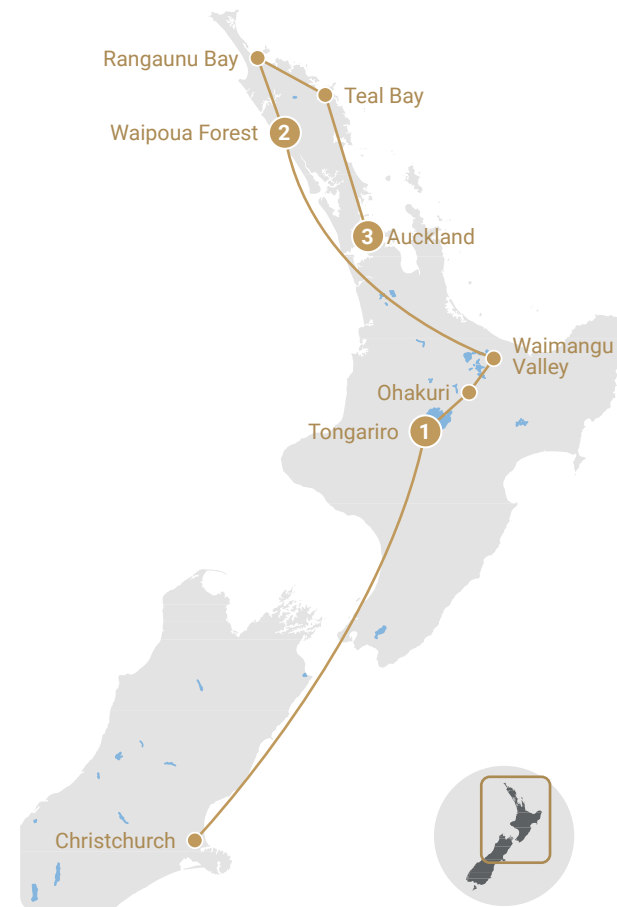 Rangaunu Bay
Teal Bay
Waipoua Forest
2
3
Auckland
Waimangu
Valley
Ohakuri
Tongariro
1
Christchurch